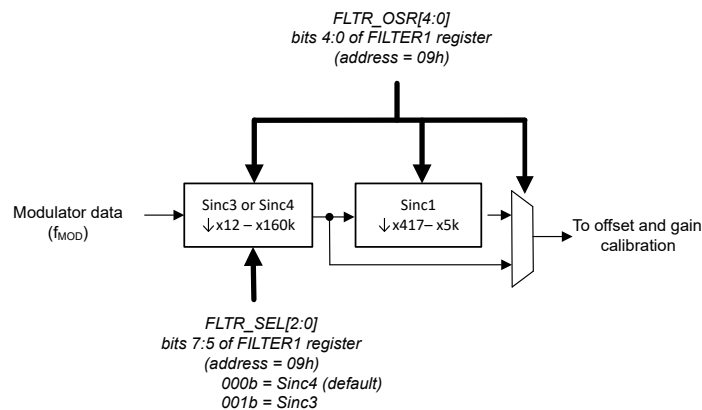 FLTR_OSR[4:0]
bits 4:0 of FILTER1 register
(address = 09h)
Sinc3 or Sinc4
↓x12 – x160k
Sinc1
↓x417– x5k
Modulator data
(fMOD)
To offset and gain
calibration
FLTR_SEL[2:0]
bits 7:5 of FILTER1 register
(address = 09h)
000b = Sinc4 (default)
001b = Sinc3